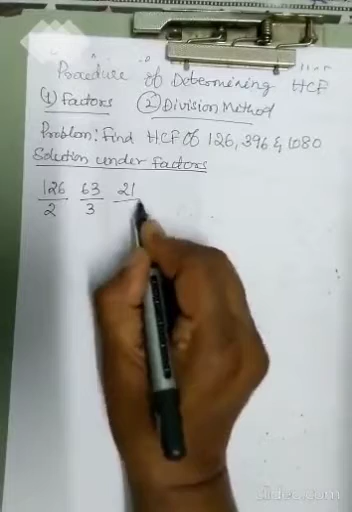 Procedure of Determining HCF
(1) Factors (2) Division Method
Problem: Find HCF of 126, 396 & 1080
Solution under factors
126 63 21
2 3